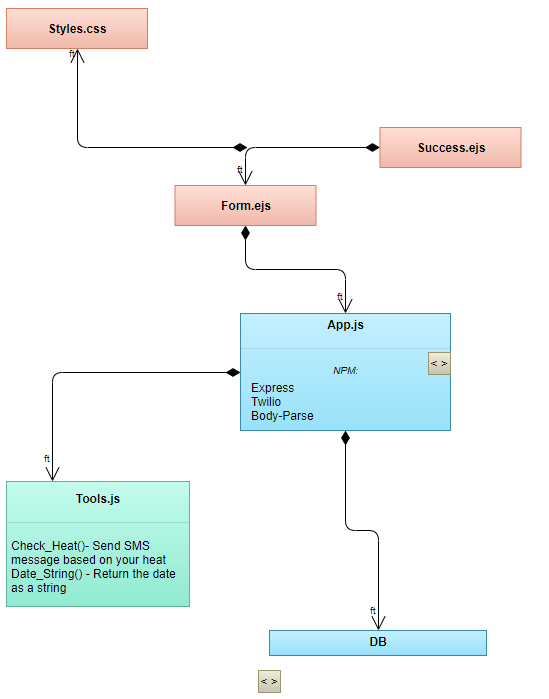 Styles.css
ft
Success.ejs
ft
Form.ejs
ft
App.js
NPM:
< >
Express
Twilio
Body-Parse
ft
Tools.js
Check_Heat()- Send SMS
message based on your heat
Date_String() - Return the date
as a string
ft
DB
< >